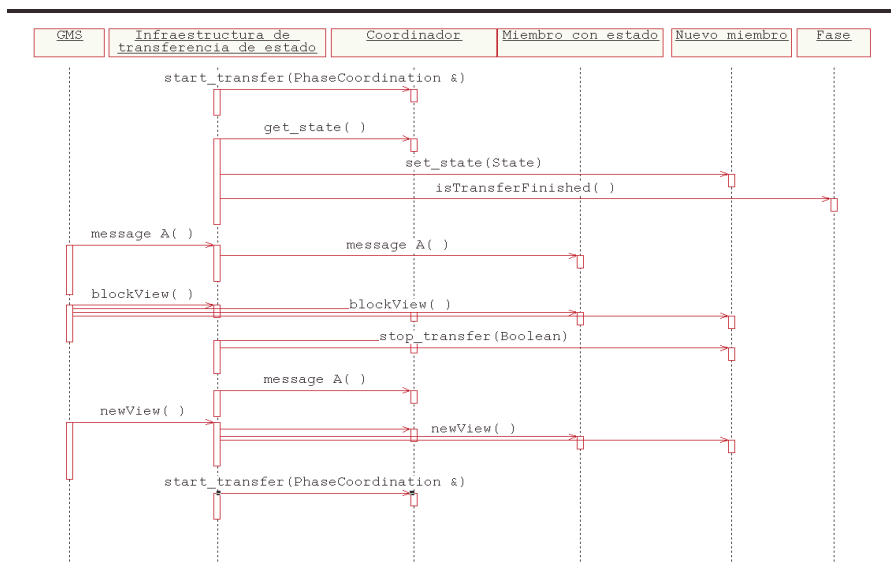 GMS
Infraestructura de
transferencia de estado
Coordinador
Miembro con estado
Nuevo miembro
Fase
start_transfer(PhaseCoordination &)
get_state( )
set_state(State)
isTransferFinished( )
message A( )
message A( )
blockView( )
blockView( )
stop_transfer(Boolean)
message A( )
newView( )
newView( )
start_transfer(PhaseCoordination &)